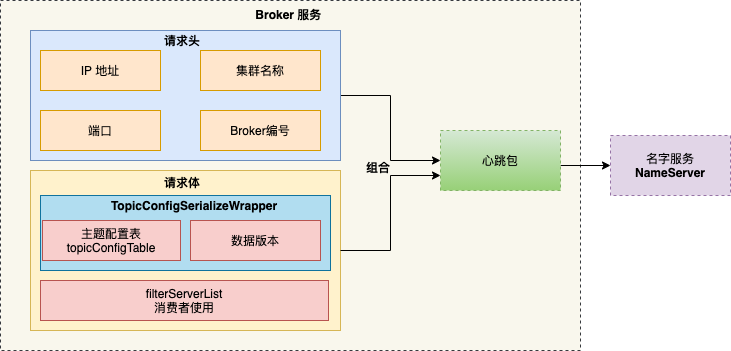 Broker 服务
请求头
IP 地址
集群名称
端口
Broker编号
请求体
TopicConfigSerializeWrapper
主题配置表
topicConfigTable
数据版本
filterServerList
消费者使用
组合
心跳包
名字服务
NameServer